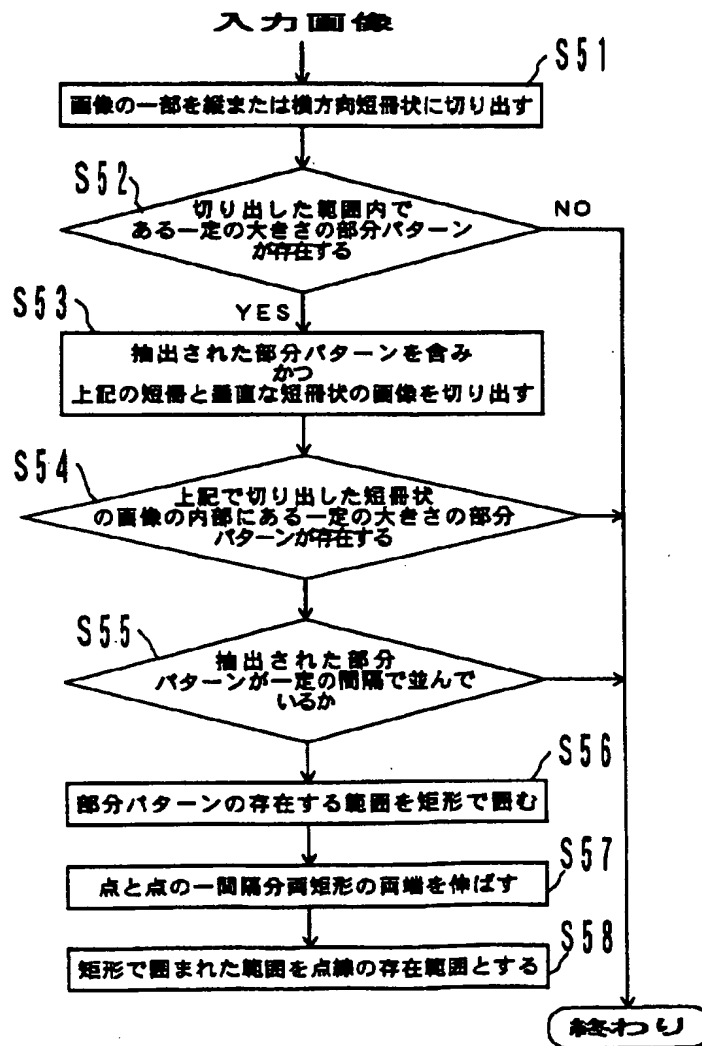 入力画像
S51
画像の一部を縦または横方向短冊状に切り出す
S52
切り出した範囲内で
ある一定の大きさの部分パターン
が存在する
NO
YES
S53
抽出された部分パターンを含み
かつ
上記の短冊と垂直な短冊状の画像を切り出す
S54
上記で切り出した短冊状
の画像の内部にある一定の大きさの部分
パターンが存在する
S55
抽出された部分
パターンが一定の間隔で並んで
いるか
S56
部分パターンの存在する範囲を矩形で囲む
S57
点と点の一間隔分両矩形の両端を伸ばす
S58
矩形で囲まれた範囲を点線の存在範囲とする
終わり